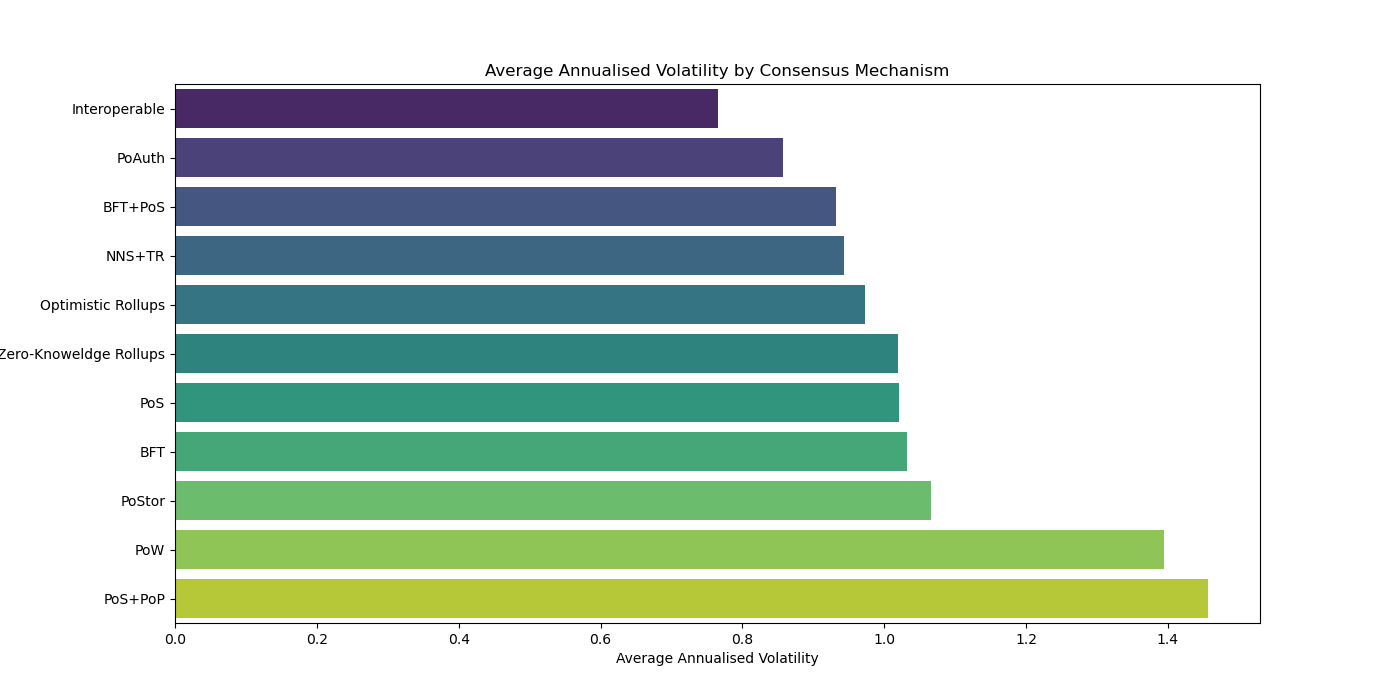 Average Annualised Volatility by Consensus Mechanism
Interoperable
PoAuth
BFT+PoS
NNS+TR
Optimistic Rollups
Zero-Knoweldge Rollups
PoS
BFT
PoStor
PoW
PoS+PoP
0.0 0.2 0.4 0.6 0.8 1.0 1.2 1.4
Average Annualised Volatility